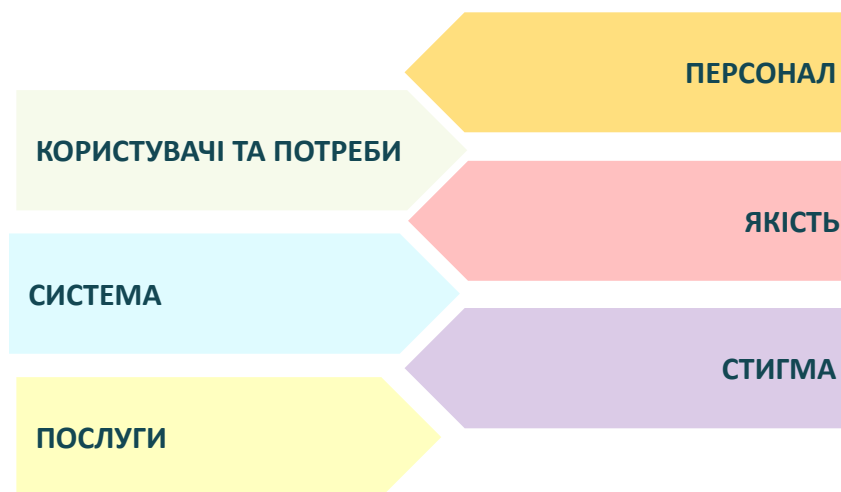 ПЕРСОНАЛ
КОРИСТУВАЧІ ТА ПОТРЕБИ
ЯКІСТЬ
СИСТЕМА
СТИГМА
ПОСЛУГИ